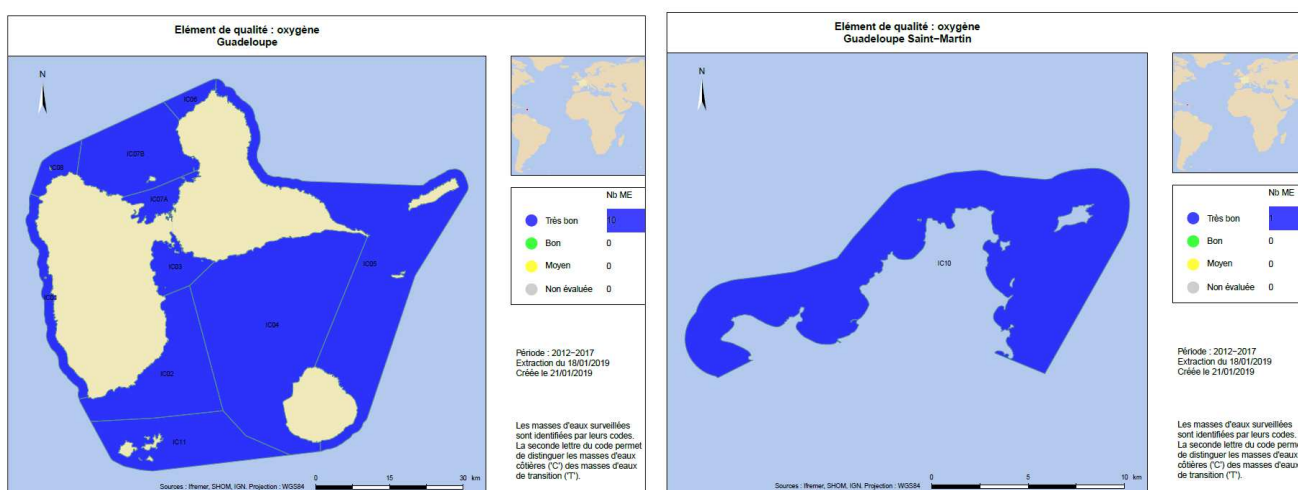 Elément de qualité : oxygène
Guadeloupe
N
IC06
IC07B
IC08
IC07A
IC03
IC05
IC04
IC02
IC11
Nb ME
Très bon 10
Bon 0
Moyen 0
Non évaluée 0
Période : 2012−2017
Extraction du 18/01/2019
Créée le 21/01/2019
Les masses d'eaux surveillées
sont identifiées par leurs codes.
La seconde lettre du code permet
de distinguer les masses d'eaux
côtières ('C') des masses d'eaux
de transition ('T').
0 15 30 km
Sources : Ifremer, SHOM, IGN. Projection : WGS84
Elément de qualité : oxygène
Guadeloupe Saint−Martin
N
IC10
Nb ME
Très bon 1
Bon 0
Moyen 0
Non évaluée 0
Période : 2012−2017
Extraction du 18/01/2019
Créée le 21/01/2019
Les masses d'eaux surveillées
sont identifiées par leurs codes.
La seconde lettre du code perme
de distinguer les masses d'eaux
côtières ('C') des masses d'eaux
de transition ('T').
0 5 10 km
Sources : Ifremer, SHOM, IGN. Projection : WGS84